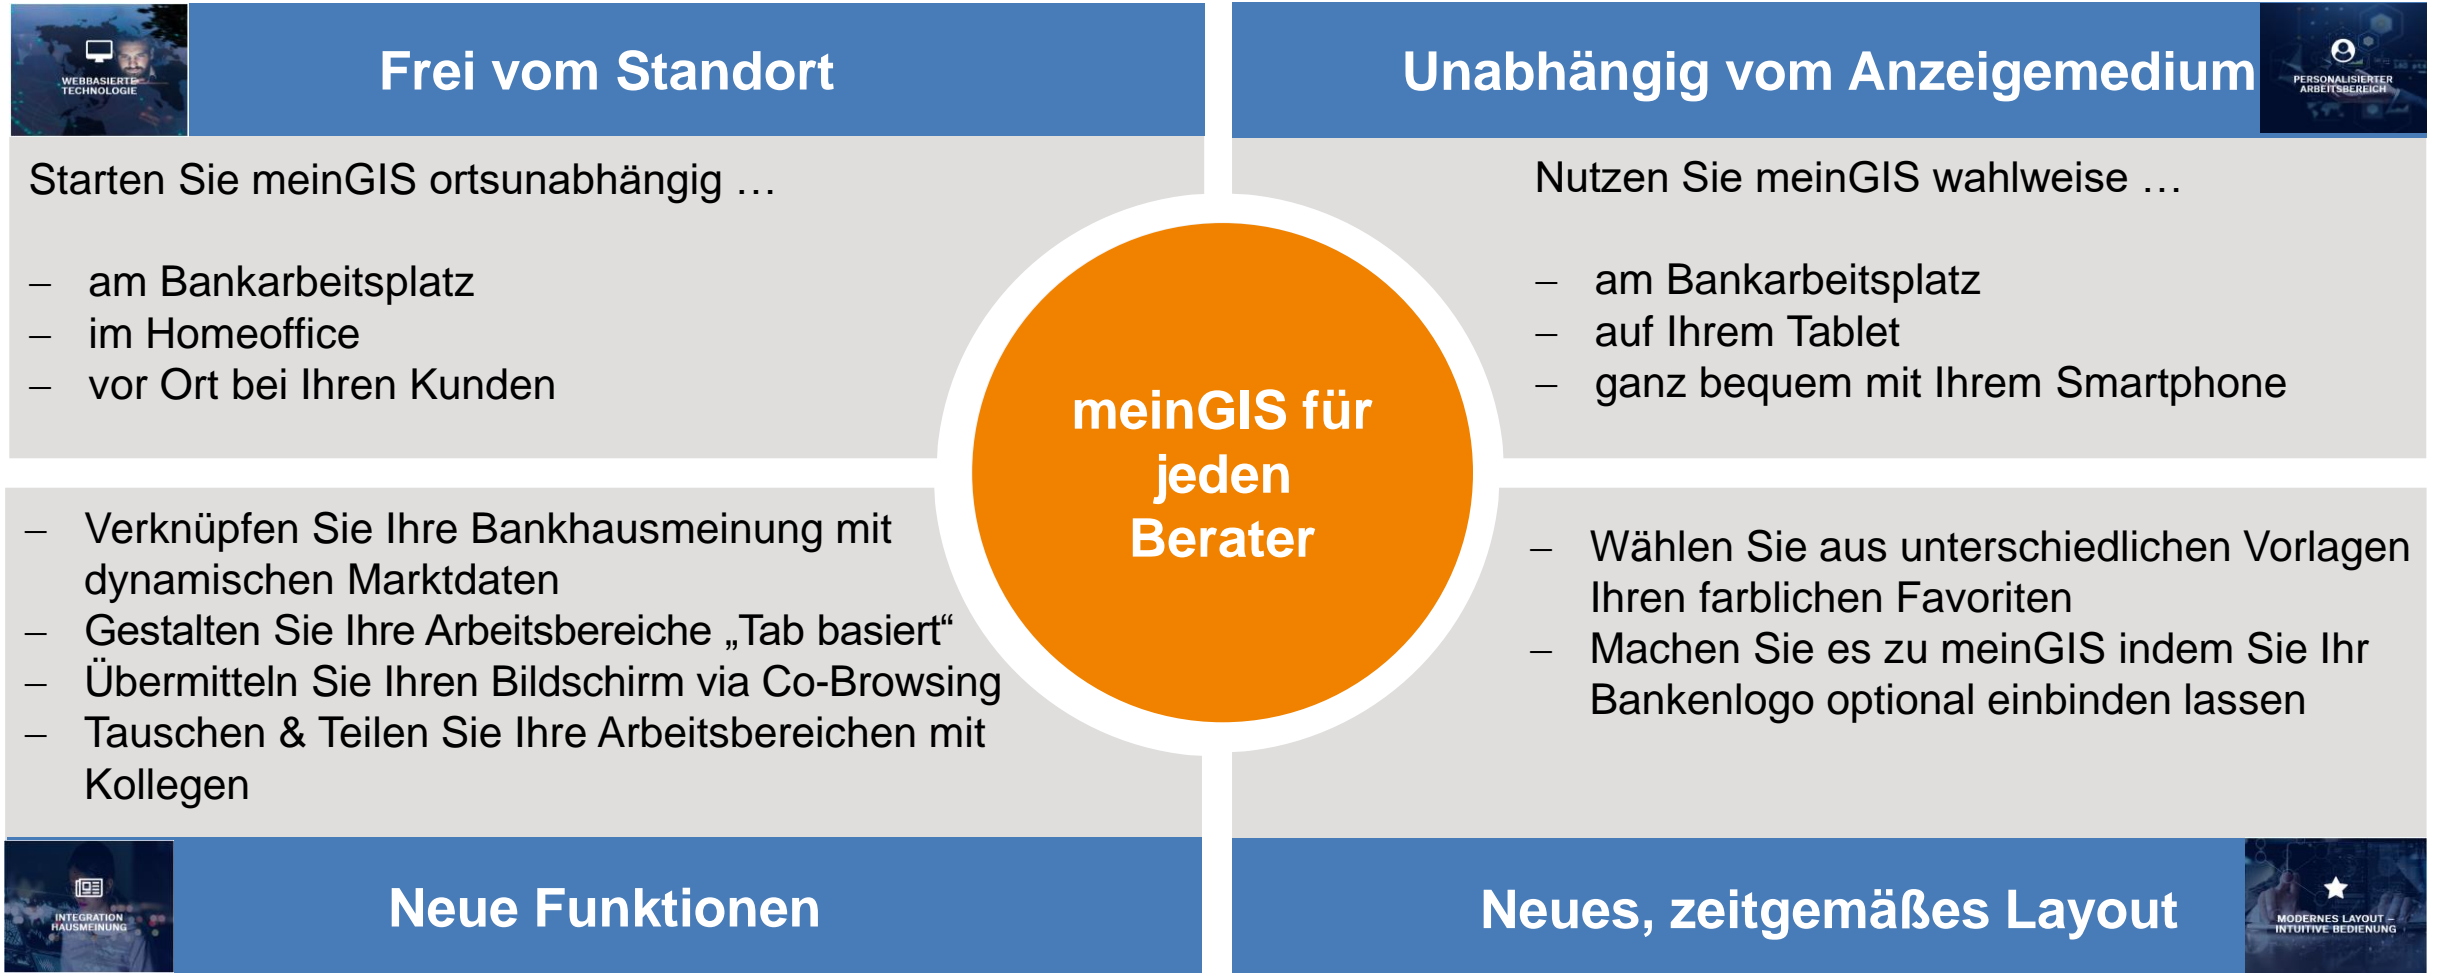 WEBBASIERTE
TECHNOLOGIE
Frei vom Standort
Starten Sie meinGIS ortsunabhängig …
– am Bankarbeitsplatz
– im Homeoffice
– vor Ort bei Ihren Kunden
Unabhängig vom Anzeigemedium
PERSONALISIERTER
ARBEITSBEREICH
Nutzen Sie meinGIS wahlweise …
– am Bankarbeitsplatz
– auf Ihrem Tablet
– ganz bequem mit Ihrem Smartphone
meinGIS für
jeden
Berater
– Verknüpfen Sie Ihre Bankhausmeinung mit
dynamischen Marktdaten
– Gestalten Sie Ihre Arbeitsbereiche „Tab basiert“
– Übermitteln Sie Ihren Bildschirm via Co-Browsing
– Tauschen & Teilen Sie Ihre Arbeitsbereichen mit
Kollegen
INTEGRATION
HAUSMEINUNG
Neue Funktionen
– Wählen Sie aus unterschiedlichen Vorlagen
Ihren farblichen Favoriten
– Machen Sie es zu meinGIS indem Sie Ihr
Bankenlogo optional einbinden lassen
Neues, zeitgemäßes Layout
MODERNES LAYOUT –
INTUITIVE BEDIENUNG